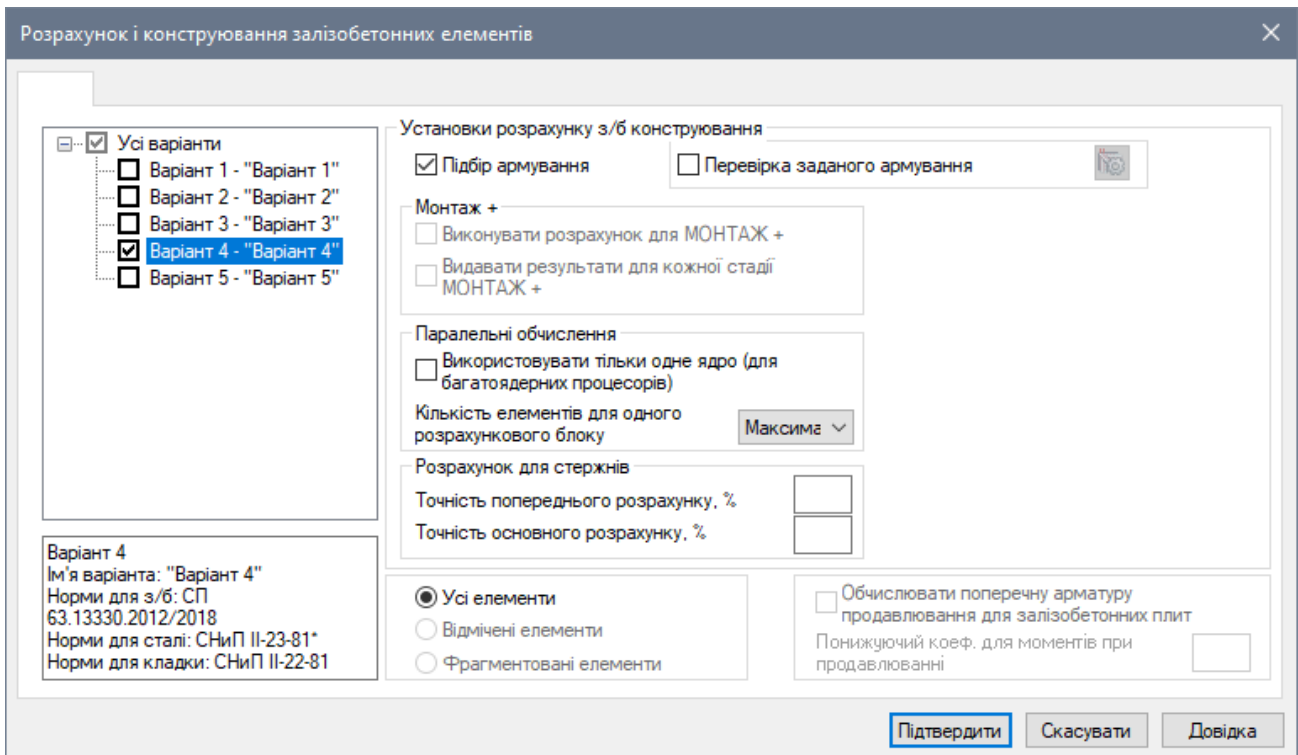 Розрахунок і конструювання залізобетонних елементів
Усі варіанти
Варіант 1 - "Варіант 1"
Варіант 2 - "Варіант 2"
Варіант 3 - "Варіант 3"
Варіант 4 - "Варіант 4"
Варіант 5 - "Варіант 5"
Варіант 4
Ім'я варіанта: "Варіант 4"
Норми для з/б: СП
63.13330.2012/2018
Норми для сталі: СНиП II-23-81*
Норми для кладки: СНиП II-22-81
Установки розрахунку з/б конструювання
Підбір армування
Перевірка заданого армування
Монтаж +
Виконувати розрахунок для МОНТАЖ +
Видавати результати для кожної стадії
МОНТАЖ +
Паралельні обчислення
Використовувати тільки одне ядро (для
багатоядерних процесорів)
Кількість елементів для одного
розрахункового блоку
Максима
Розрахунок для стержнів
Точність попереднього розрахунку, %
Точність основного розрахунку, %
Усі елементи
Відмічені елементи
Фрагментовані елементи
Обчислювати поперечну арматуру
продавлювання для залізобетонних плит
Понижуючий коеф. для моментів при
продавлюванні
Підтвердити
Скасувати
Довідка